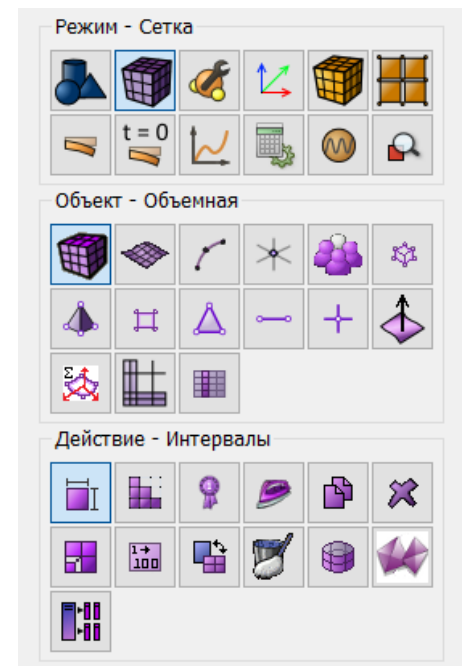 Режим - Сетка
t = 0
Объект - Объемная
Σ
Действие - Интервалы
1→
100